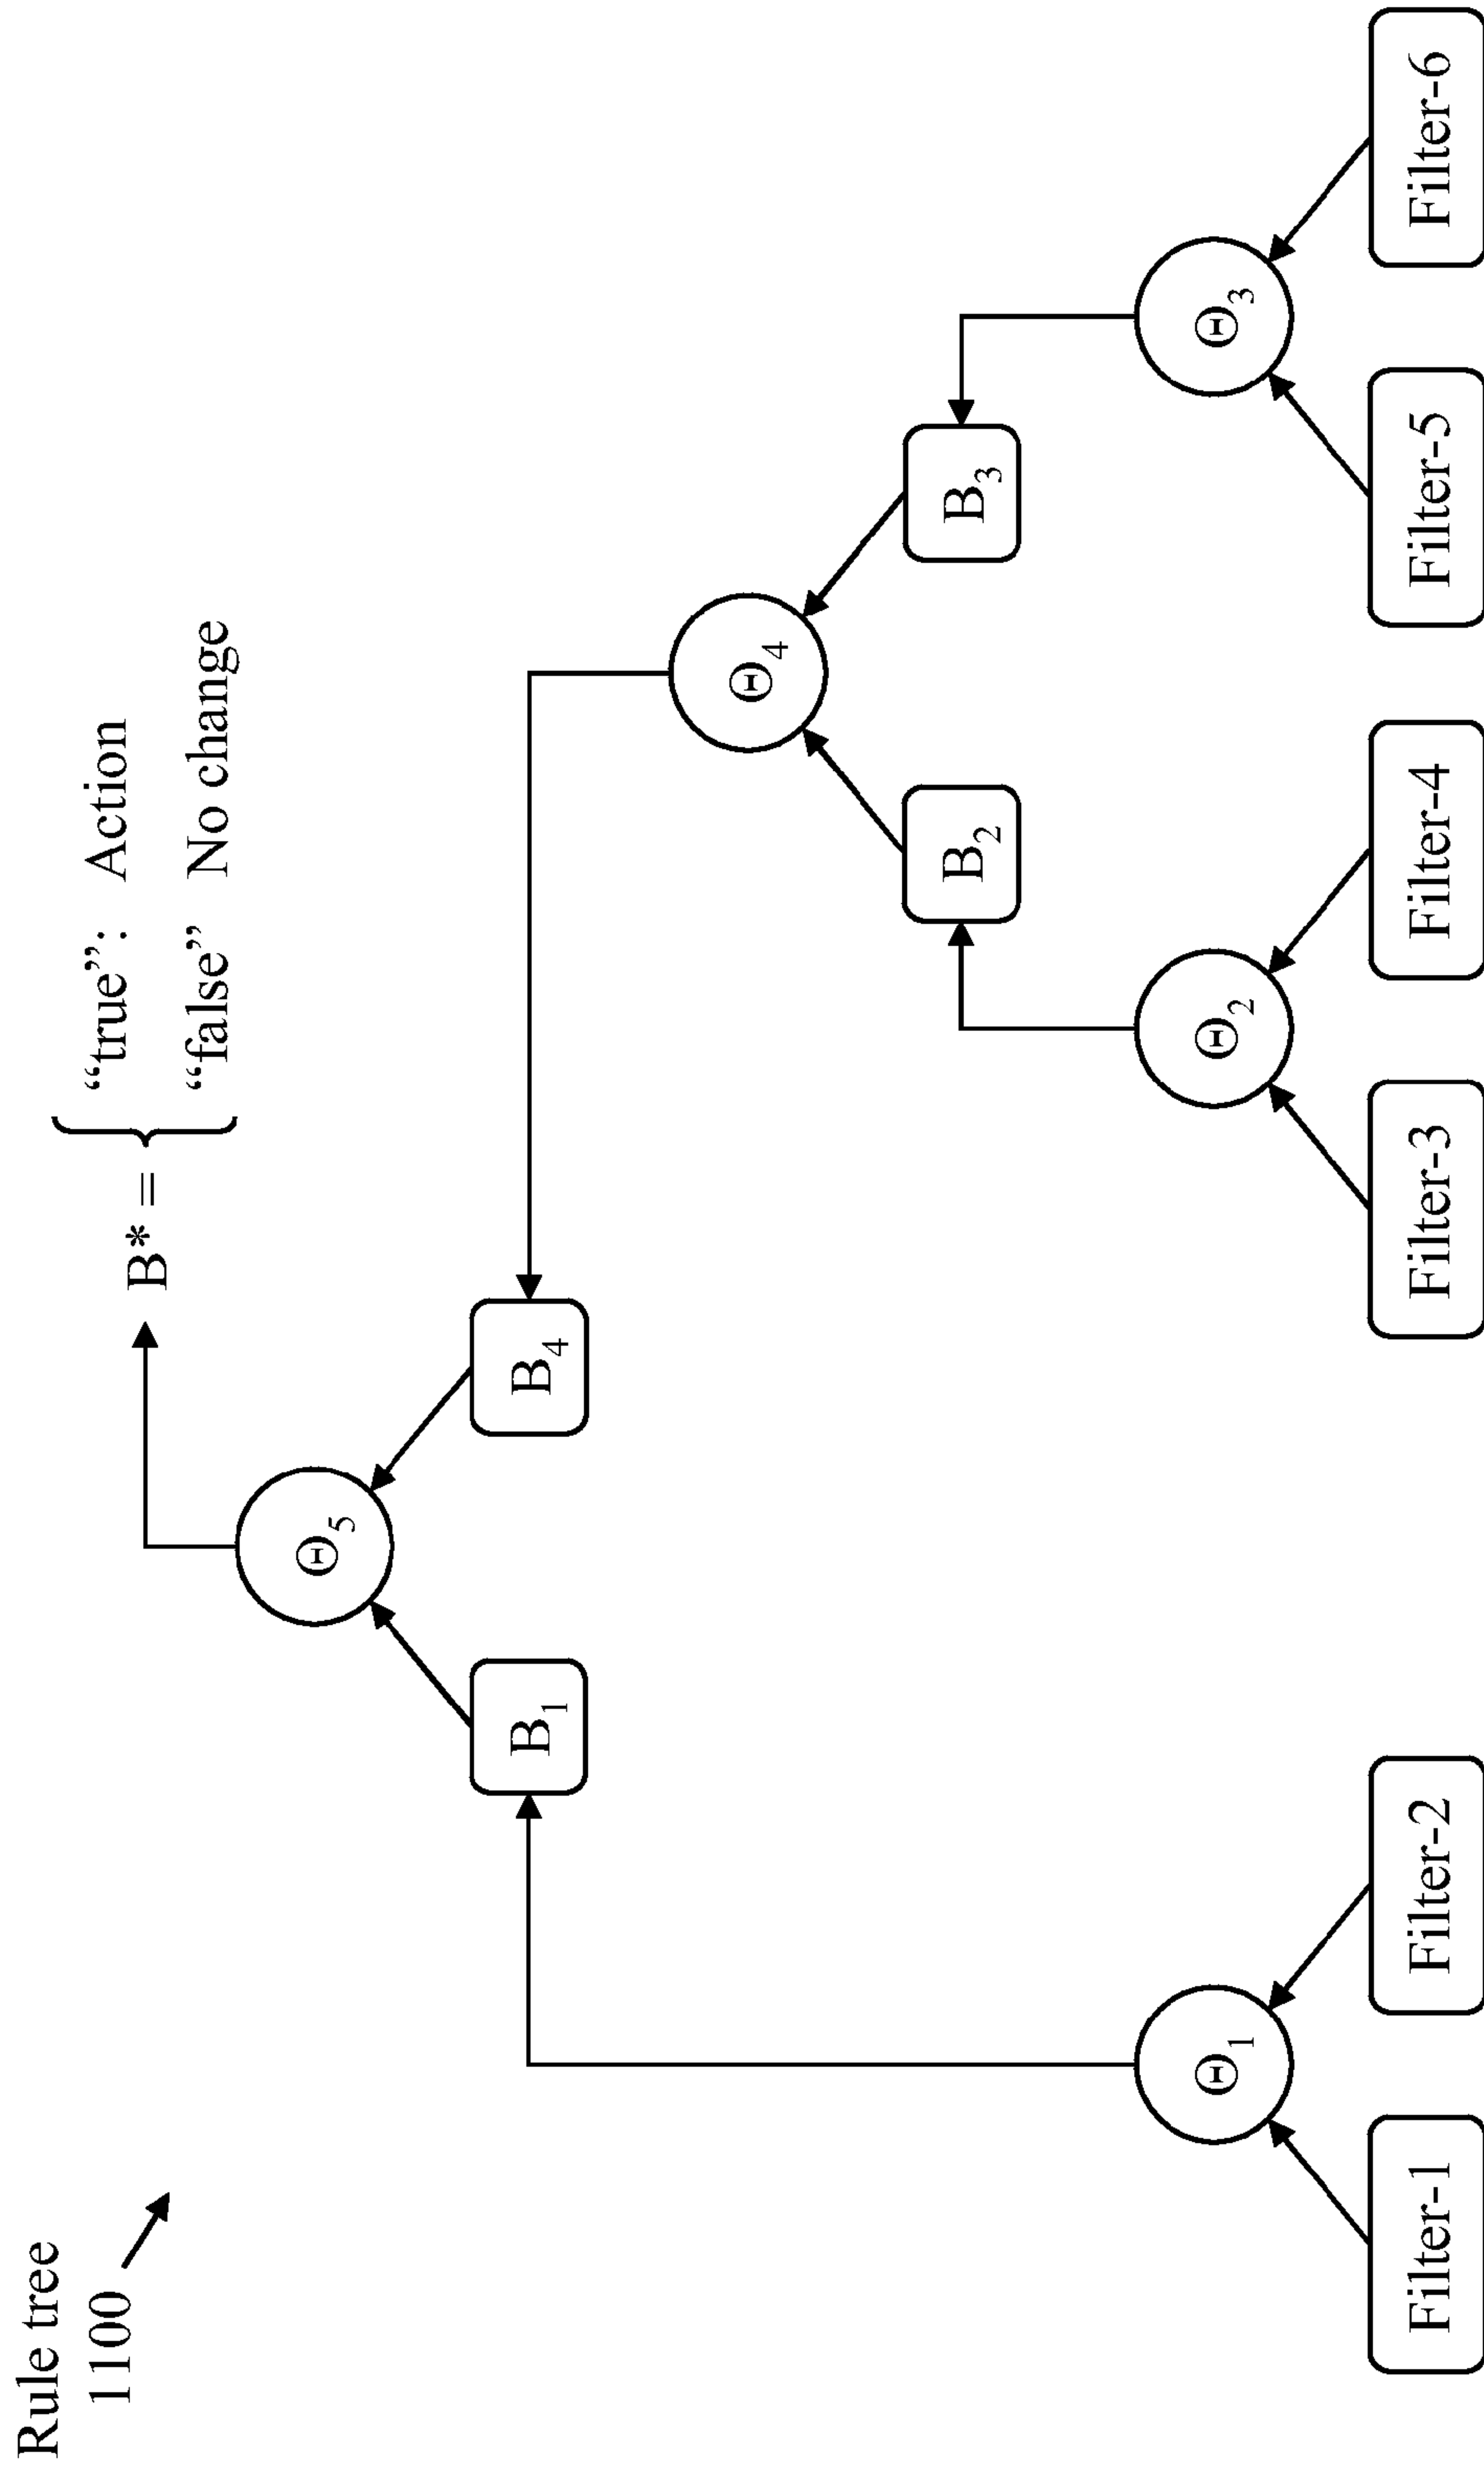 Rule tree
1100
B* =
“true”: Action
“false” No change
Θ5
B1
B4
Θ4
B2
B3
Θ1
Θ2
Θ3
Filter-1
Filter-2
Filter-3
Filter-4
Filter-5
Filter-6